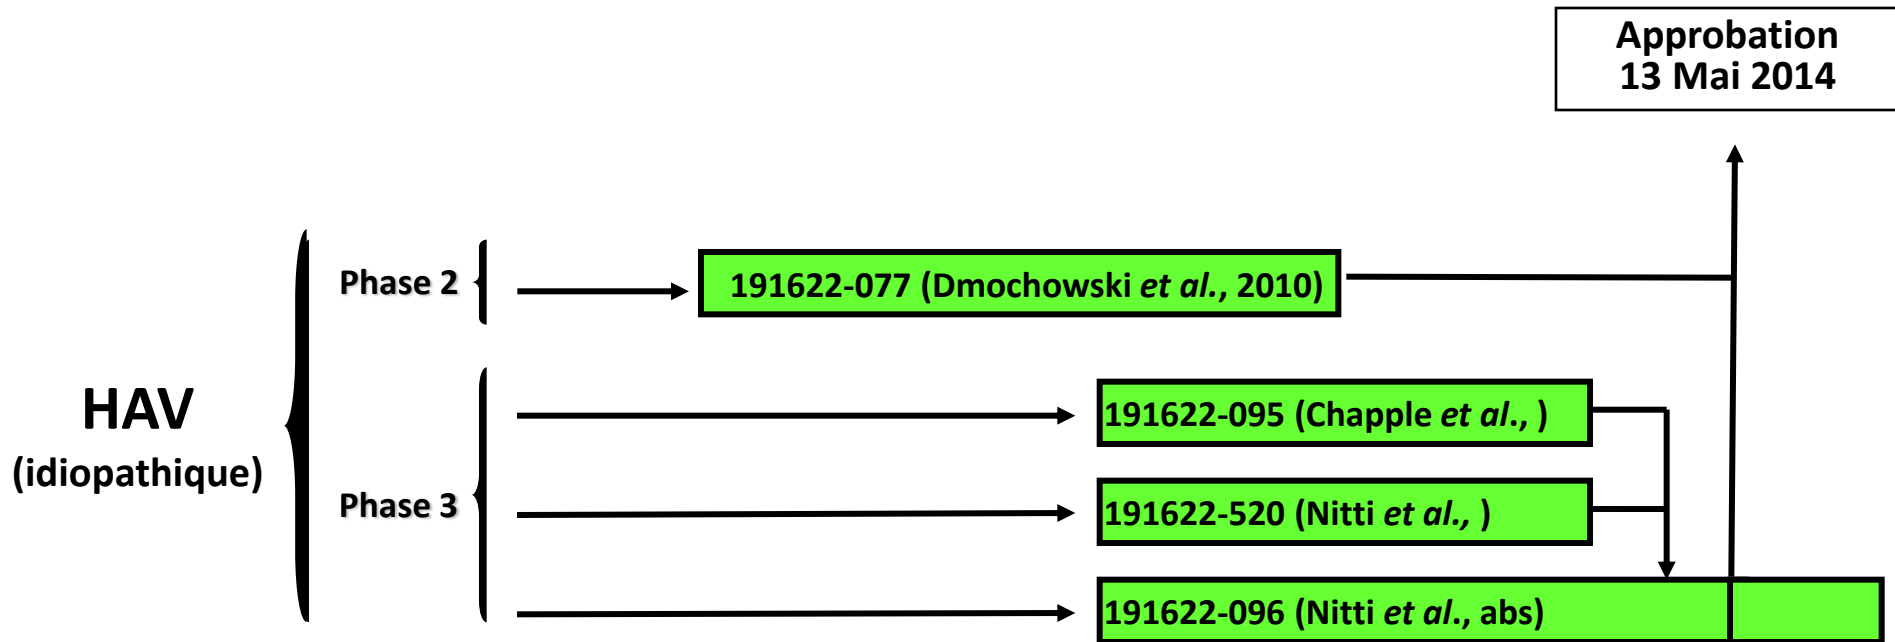 Approbation
13 Mai 2014
Phase 2
191622-077 (Dmochowski et al., 2010)
HAV
(idiopathique)
Phase 3
191622-095 (Chapple et al., )
191622-520 (Nitti et al., )
191622-096 (Nitti et al., abs)